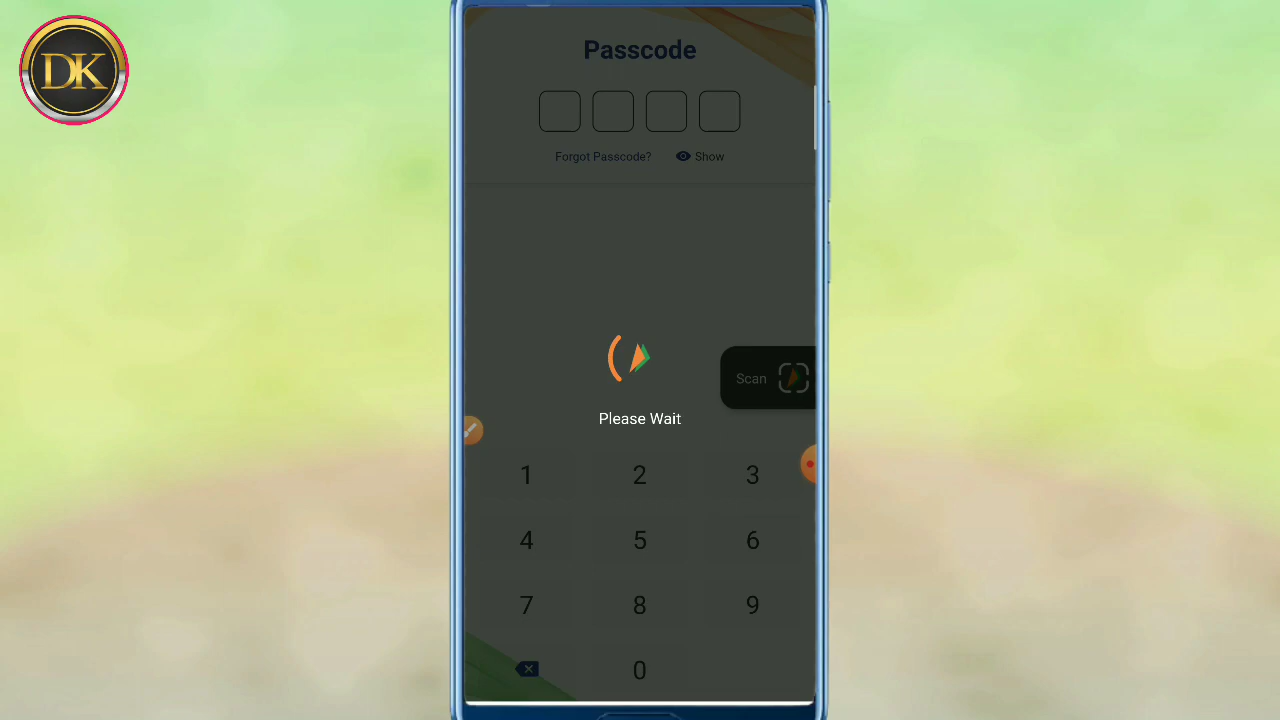 DK
Passcode
Forgot Passcode? Show
Scan
Please Wait
1 2 3
4 5 6
7 8 9
0